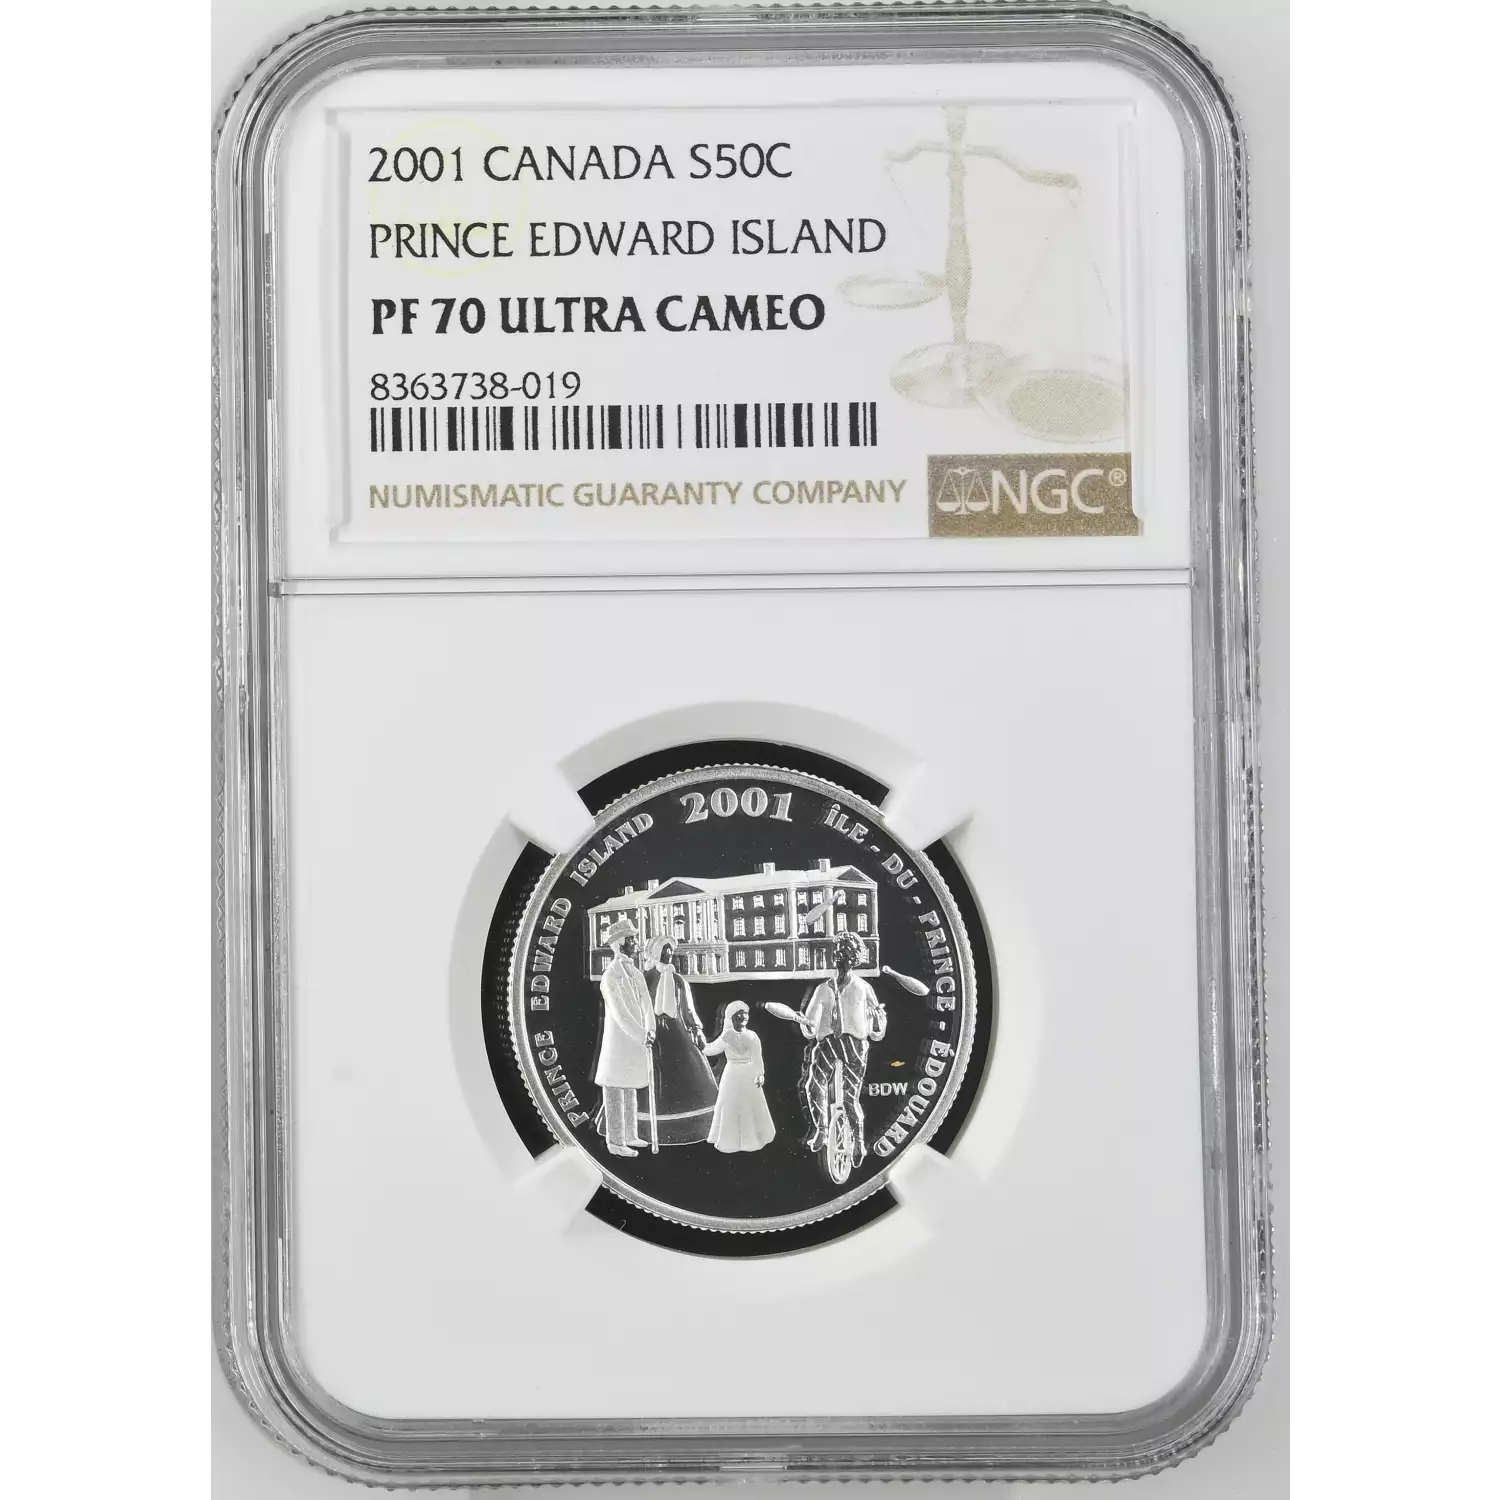 2001 CANADA S50C
PRINCE EDWARD ISLAND
PF 70 ULTRA CAMEO
8363738-019
NUMISMATIC GUARANTY COMPANY
NGC®
PRINCE EDWARD ISLAND 2001 ÎLE-DU-PRINCE-ÉDOUARD
BDW